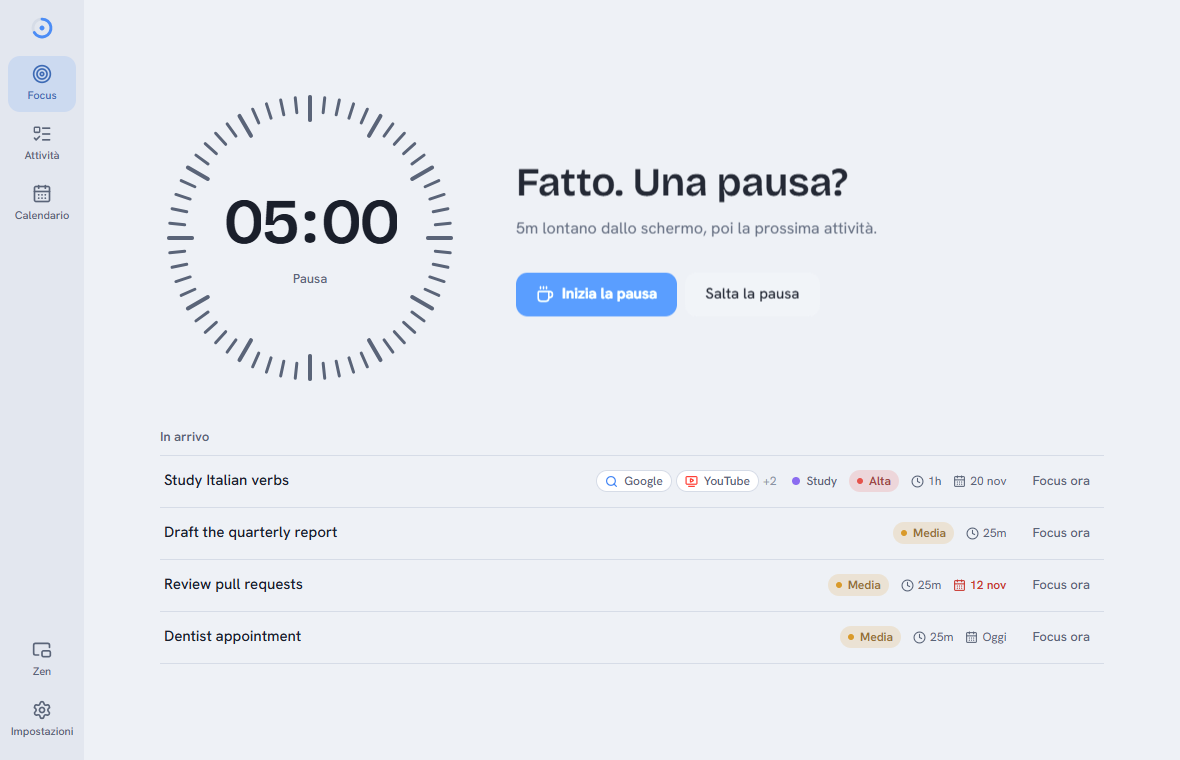 Focus
Attività
Calendario
Zen
Impostazioni
05:00
Pausa
Fatto. Una pausa?
5m lontano dallo schermo, poi la prossima attività.
Inizia la pausa
Salta la pausa
In arrivo
Study Italian verbs Google YouTube +2 Study Alta 1h 20 nov Focus ora
Draft the quarterly report Media 25m Focus ora
Review pull requests Media 25m 12 nov Focus ora
Dentist appointment Media 25m Oggi Focus ora